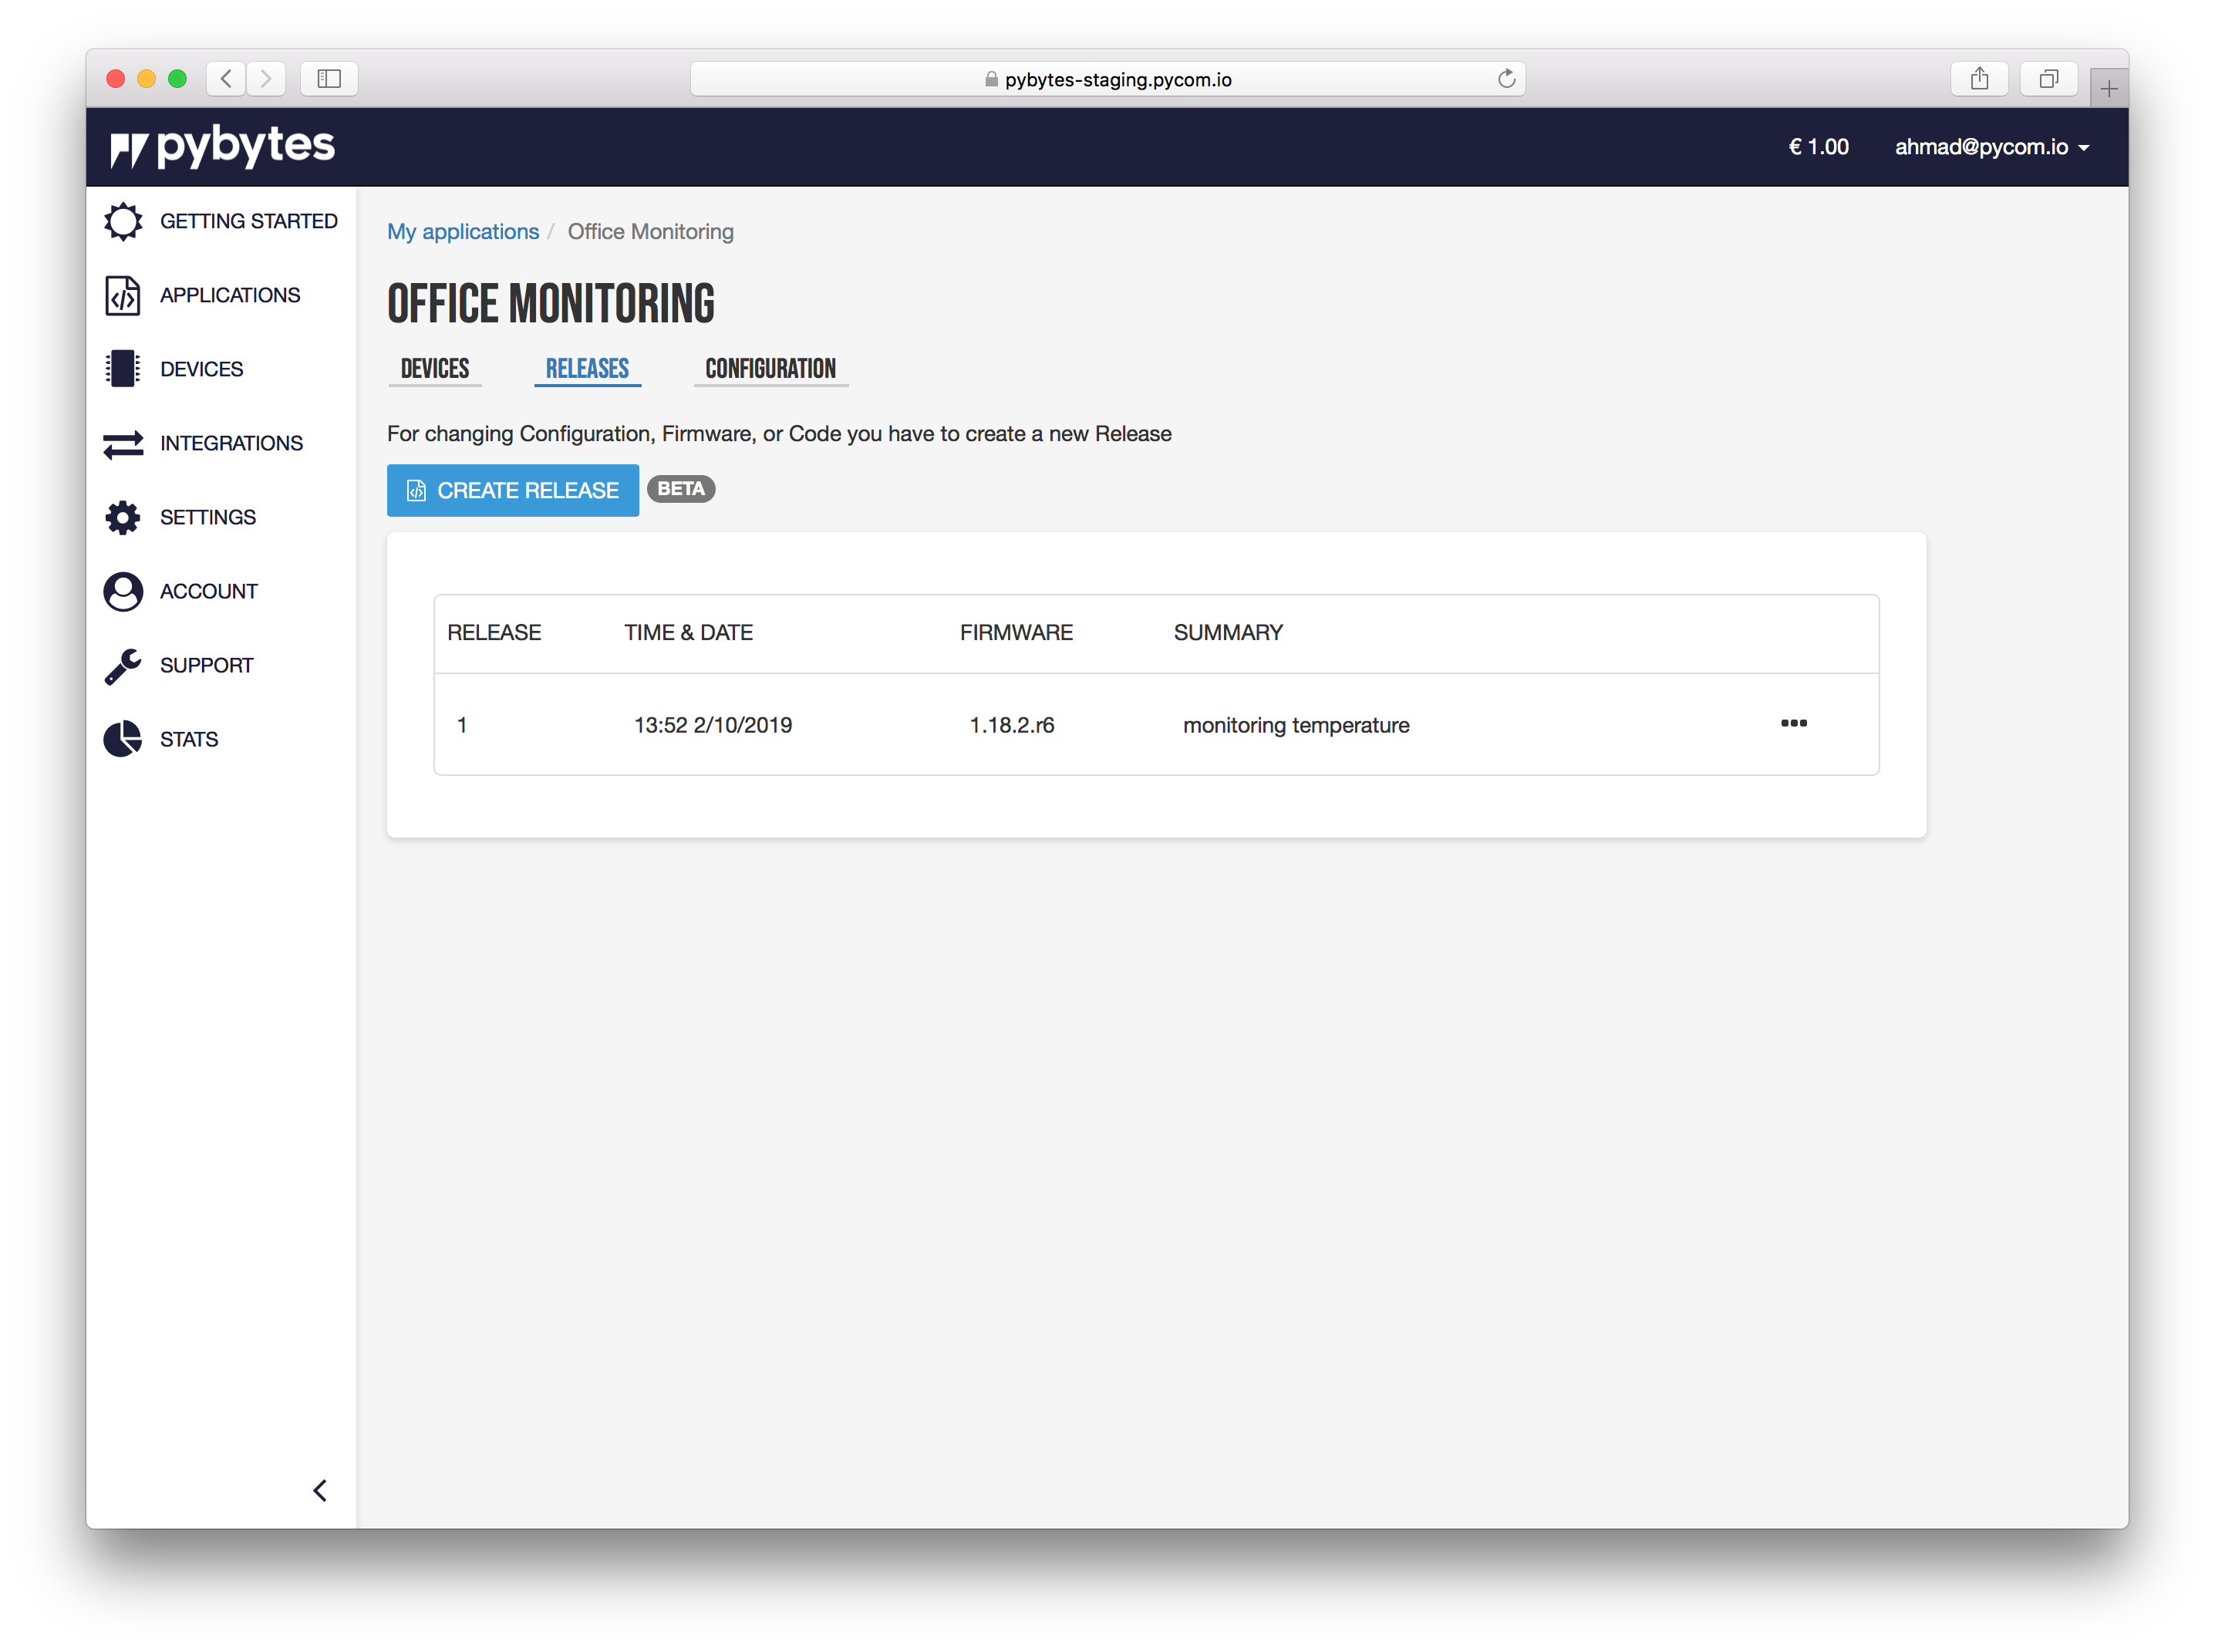 pybytes-staging.pycom.io
pybytes
€ 1.00 ahmad@pycom.io
GETTING STARTED
APPLICATIONS
DEVICES
INTEGRATIONS
SETTINGS
ACCOUNT
SUPPORT
STATS
My applications / Office Monitoring
OFFICE MONITORING
DEVICES RELEASES CONFIGURATION
For changing Configuration, Firmware, or Code you have to create a new Release
CREATE RELEASE BETA
RELEASE TIME & DATE FIRMWARE SUMMARY
1 13:52 2/10/2019 1.18.2.r6 monitoring temperature